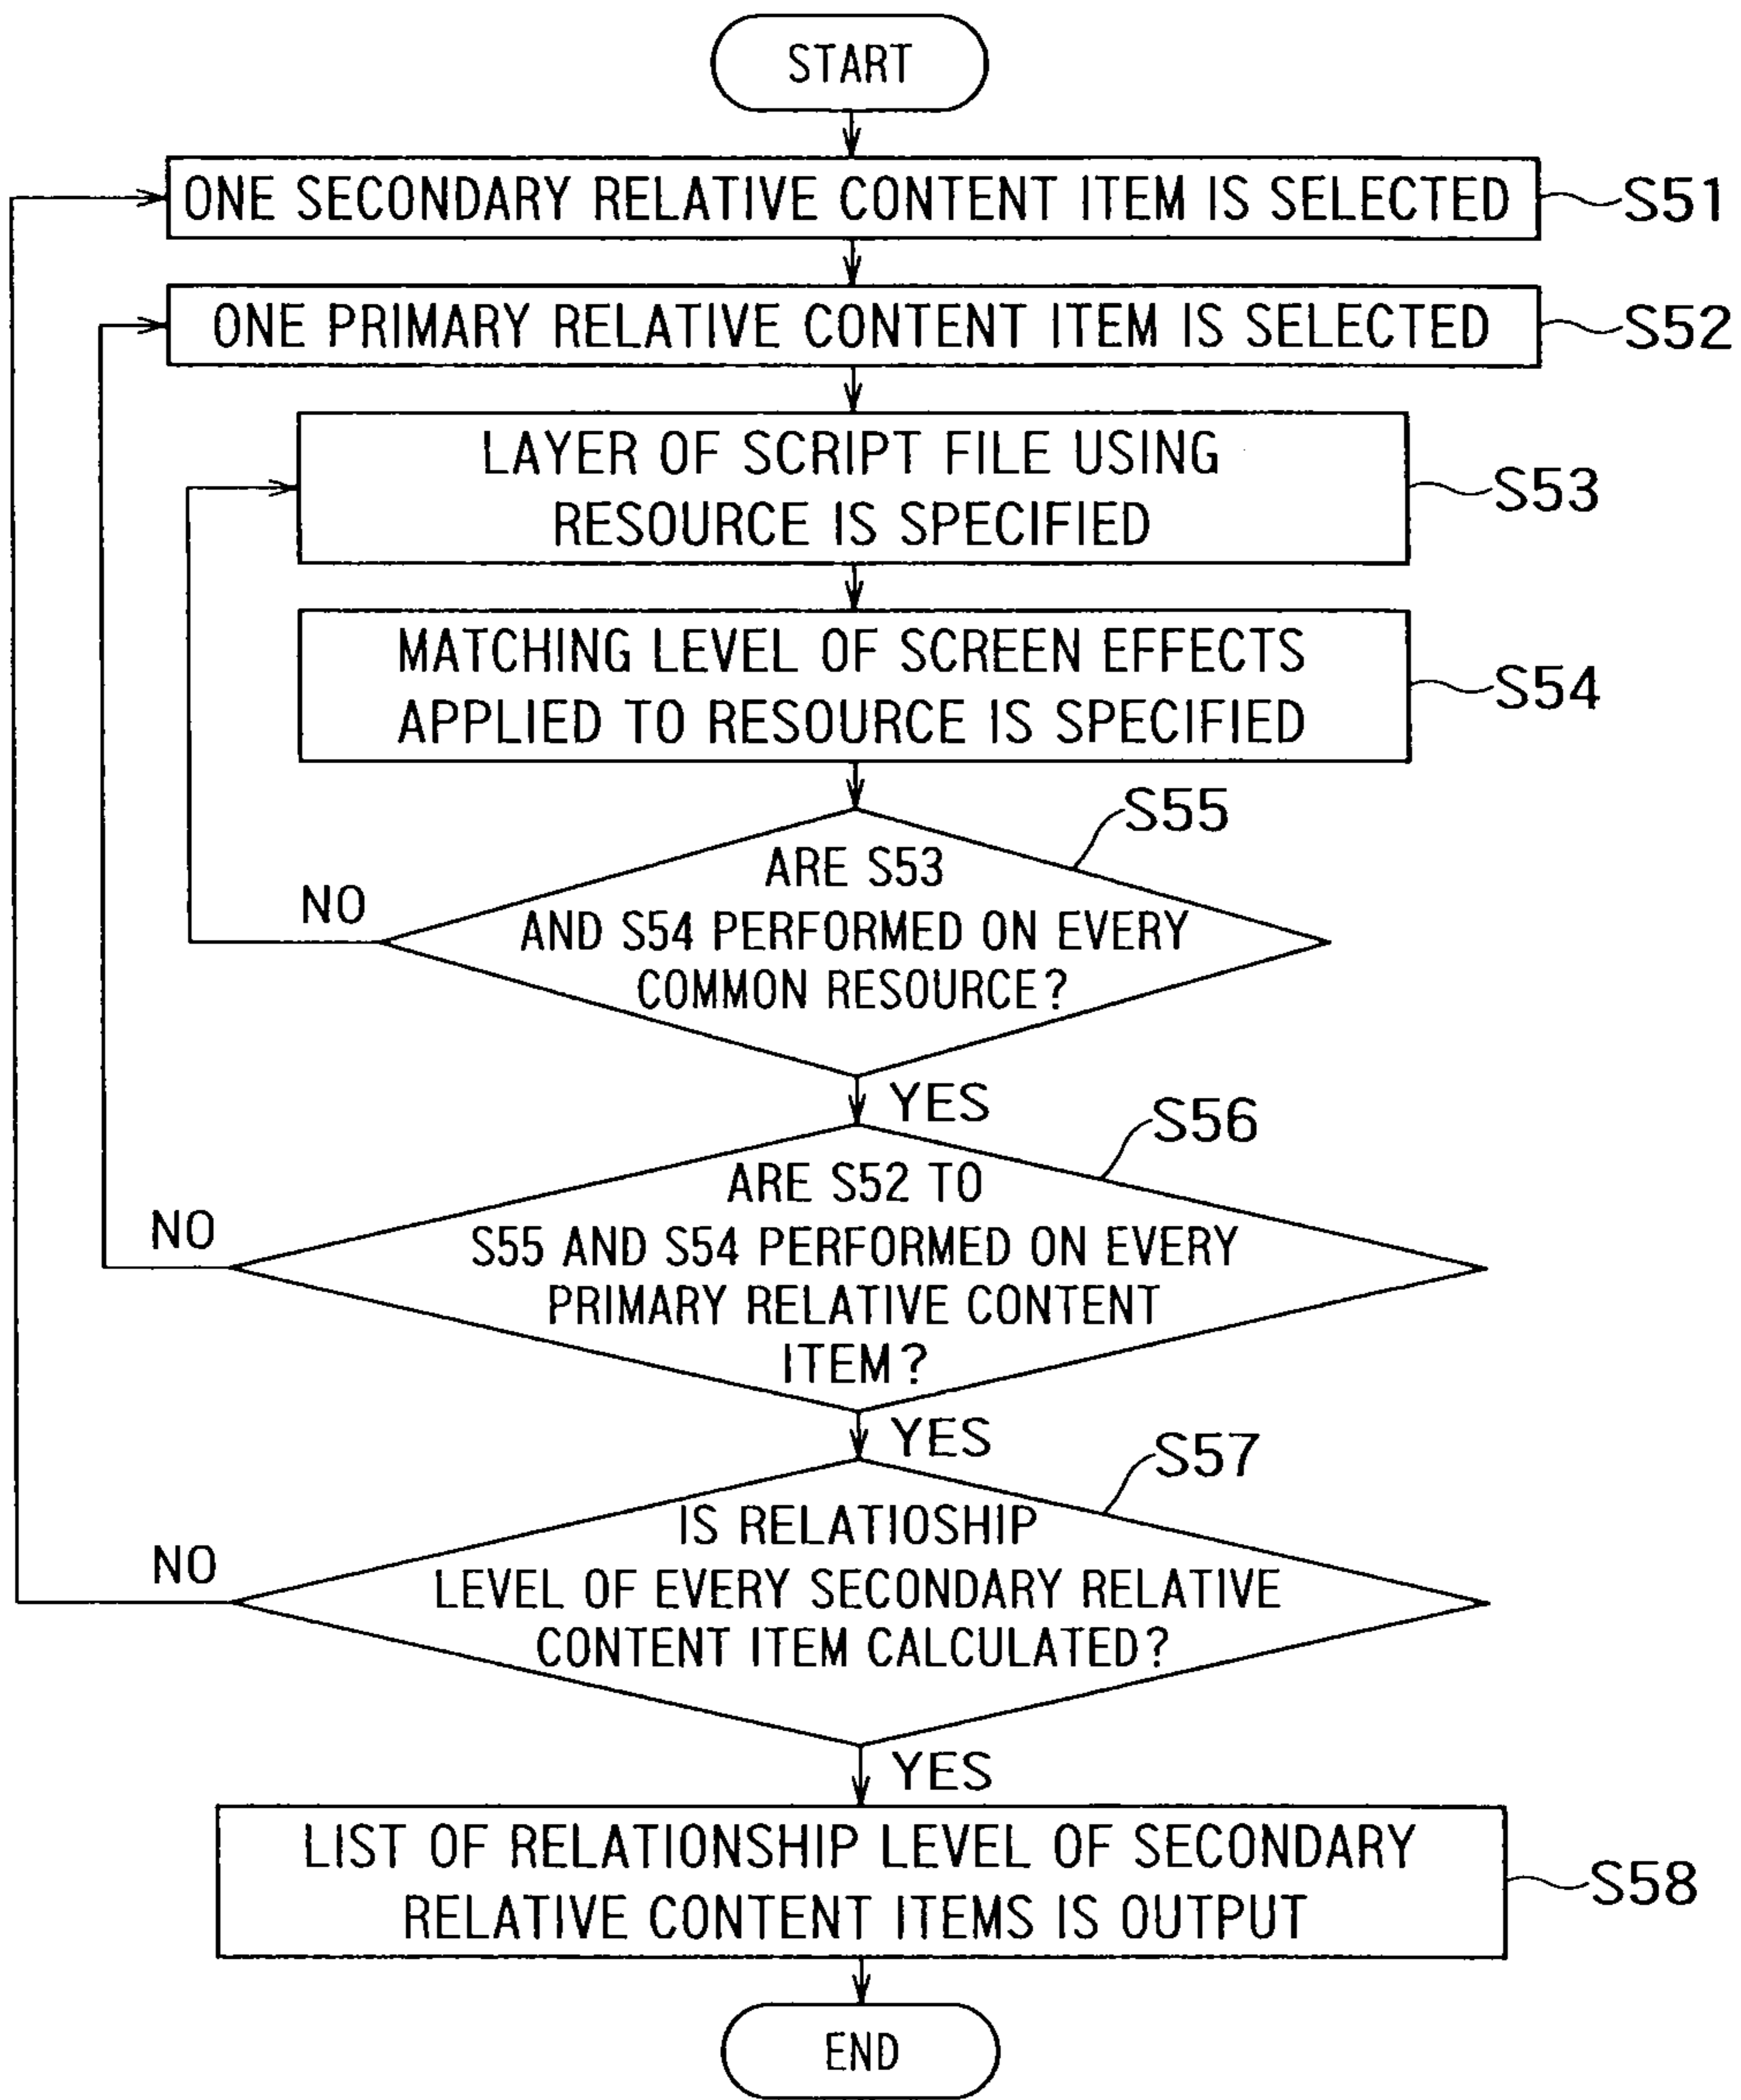 START
ONE SECONDARY RELATIVE CONTENT ITEM IS SELECTED
S51
ONE PRIMARY RELATIVE CONTENT ITEM IS SELECTED
S52
LAYER OF SCRIPT FILE USING
RESOURCE IS SPECIFIED
S53
MATCHING LEVEL OF SCREEN EFFECTS
APPLIED TO RESOURCE IS SPECIFIED
S54
S55
ARE S53
AND S54 PERFORMED ON EVERY
COMMON RESOURCE?
NO
YES
S56
ARE S52 TO
S55 AND S54 PERFORMED ON EVERY
PRIMARY RELATIVE CONTENT
ITEM?
NO
YES
S57
IS RELATIOSHIP
LEVEL OF EVERY SECONDARY RELATIVE
CONTENT ITEM CALCULATED?
NO
YES
LIST OF RELATIONSHIP LEVEL OF SECONDARY
RELATIVE CONTENT ITEMS IS OUTPUT
S58
END